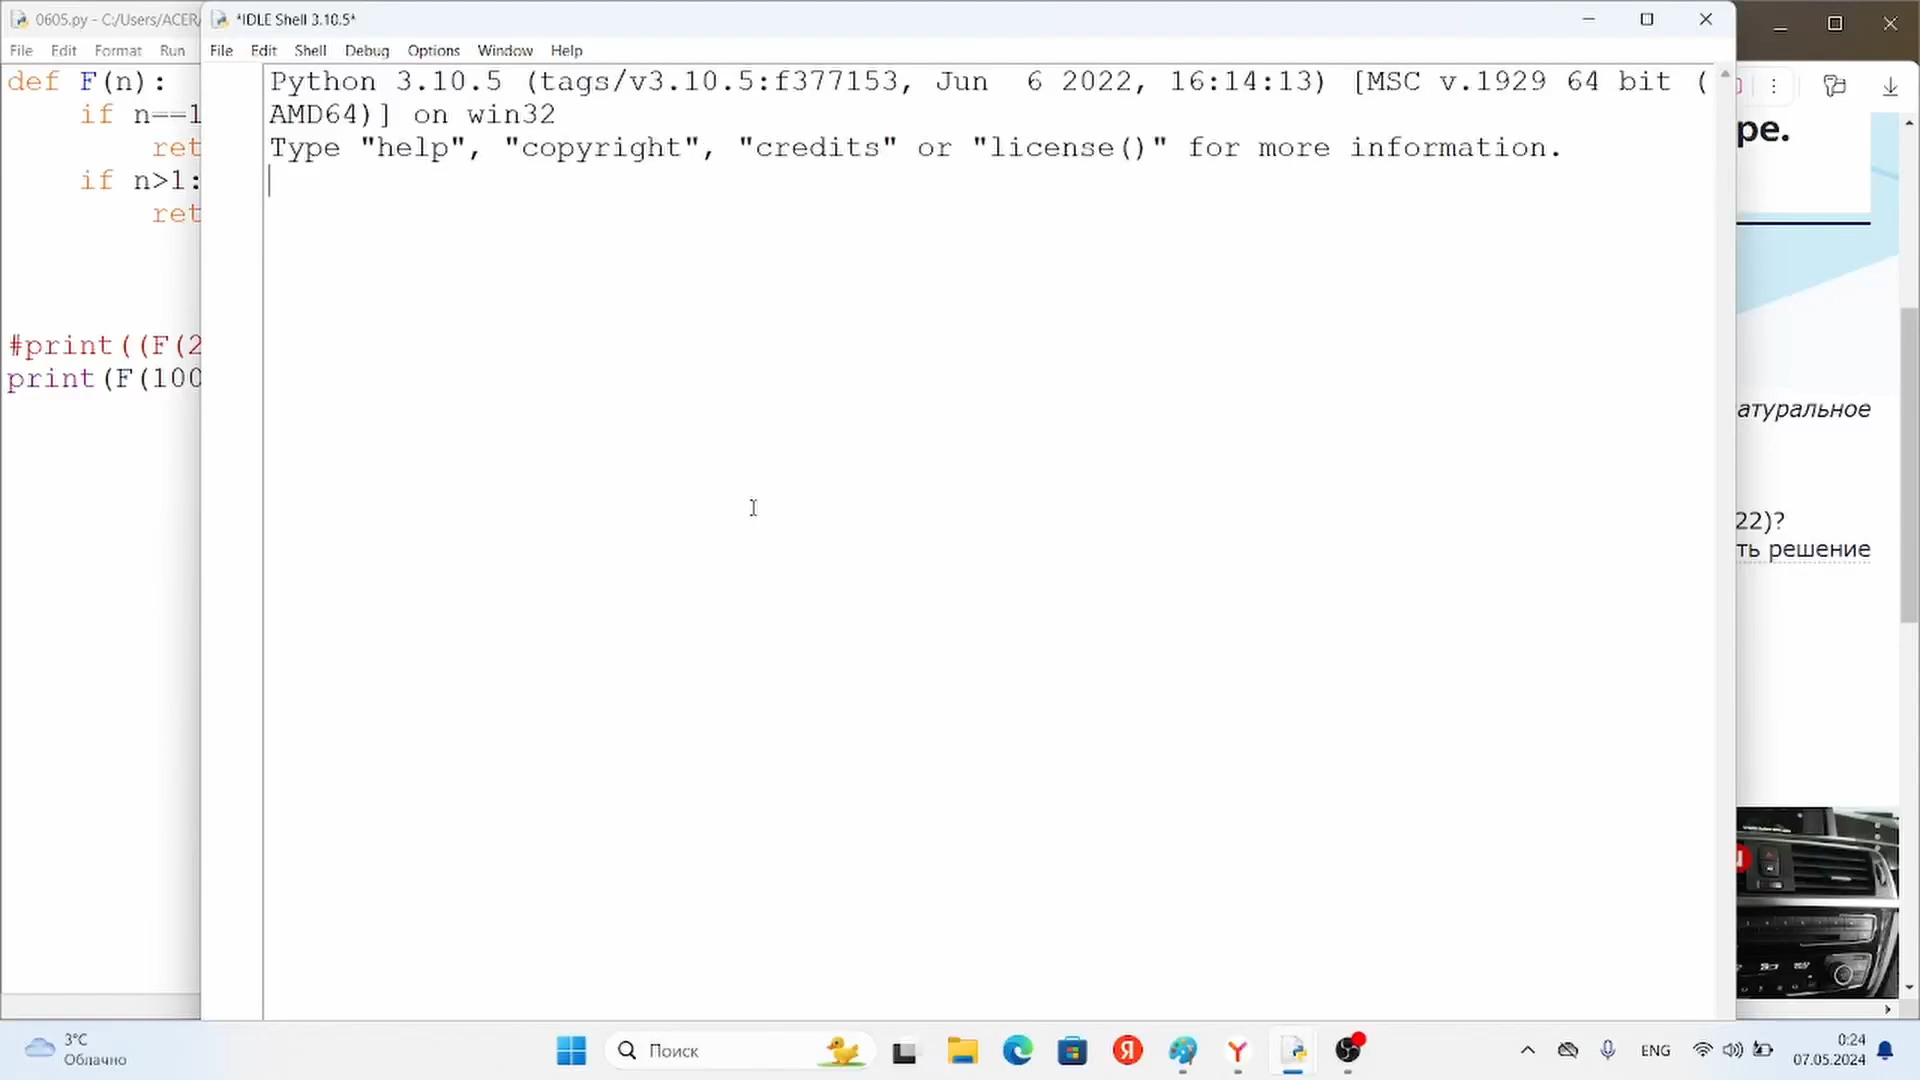 0605.py - C:/Users/ACER/
File Edit Format Run
def F(n):
if n==1
ret
if n>1:
ret
#print((F(2
print(F(100
*IDLE Shell 3.10.5*
File Edit Shell Debug Options Window Help
Python 3.10.5 (tags/v3.10.5:f377153, Jun  6 2022, 16:14:13) [MSC v.1929 64 bit (
AMD64)] on win32
Type "help", "copyright", "credits" or "license()" for more information.
ре.
атуральное
22)?
ть решение
3°C
Облачно
Поиск
Я
ENG
0:24
07.05.2024